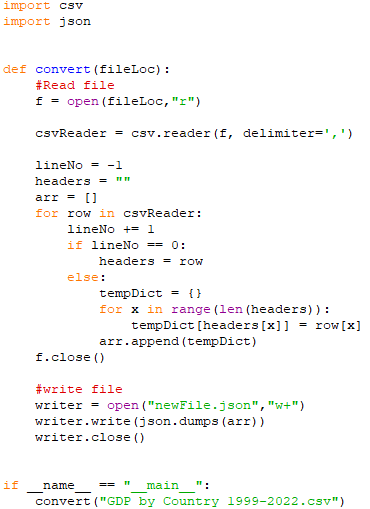 import csv
import json
def convert(fileLoc):
    #Read file
    f = open(fileLoc,"r")
    csvReader = csv.reader(f, delimiter=',')
    lineNo = -1
    headers = ""
    arr = []
    for row in csvReader:
        lineNo += 1
        if lineNo == 0:
            headers = row
        else:
            tempDict = {}
            for x in range(len(headers)):
                tempDict[headers[x]] = row[x]
            arr.append(tempDict)
    f.close()
    #write file
    writer = open("newFile.json","w+")
    writer.write(json.dumps(arr))
    writer.close()
if __name__ == "__main__":
    convert("GDP by Country 1999-2022.csv")